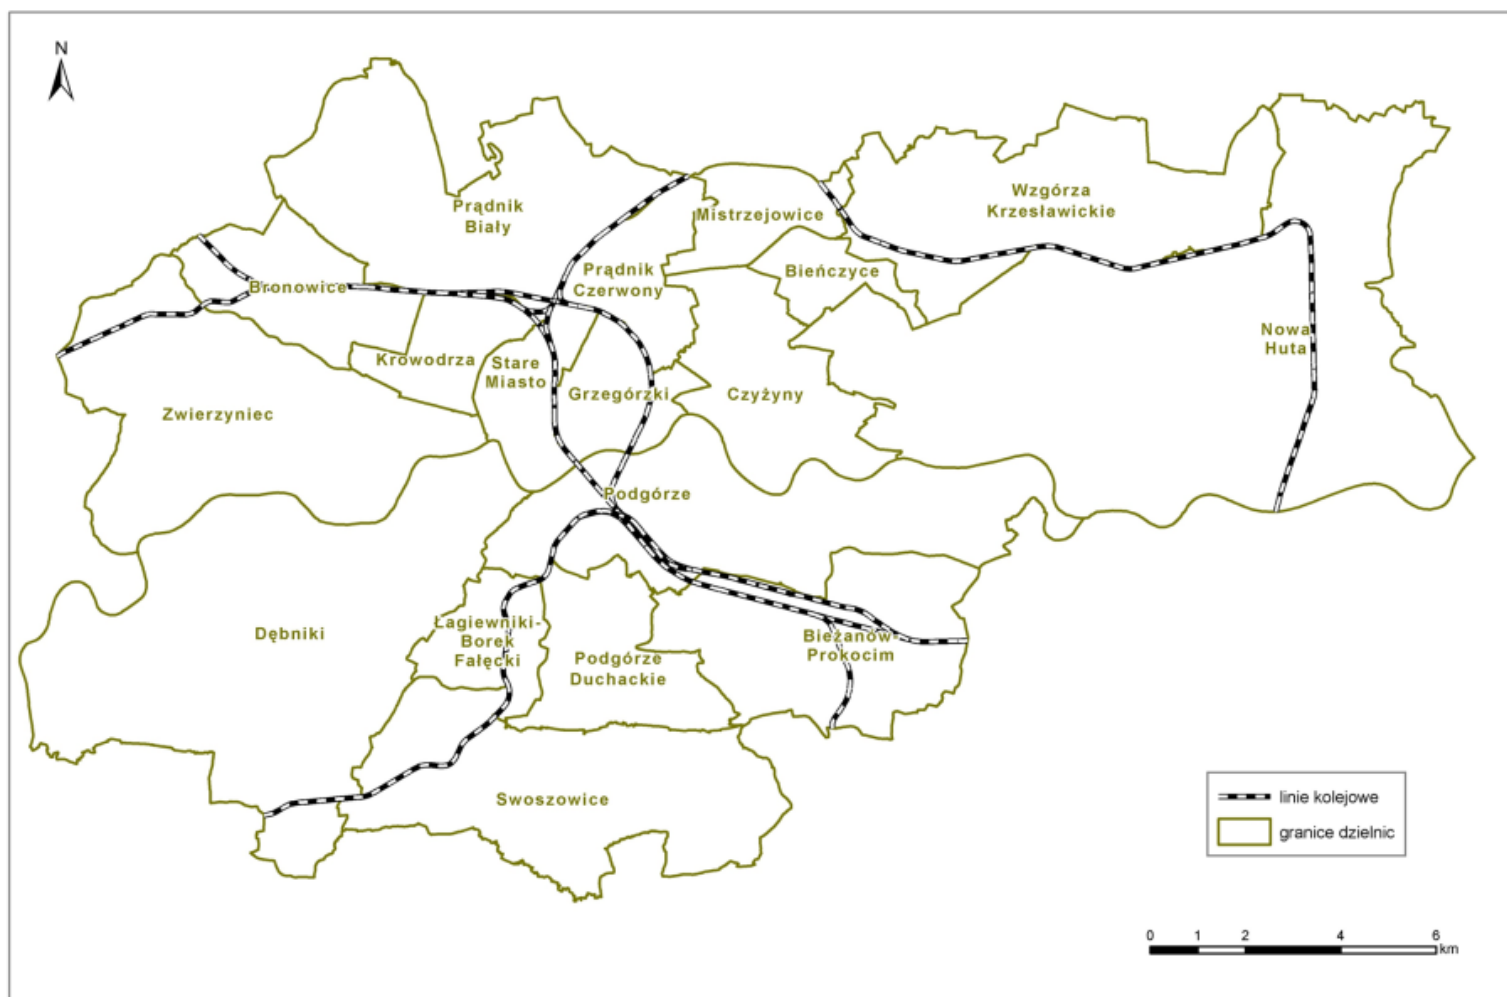 N
Wzgórza
Krzesławickie
Prądnik
Biały
Mistrzejowice
Prądnik
Czerwony
Bieńczyce
Bronowice
Nowa
Huta
Krowodrza
Stare
Miasto
Grzegórzki
Czyżyny
Zwierzyniec
Podgórze
Dębniki
Łagiewniki-
Borek
Fałęcki
Podgórze
Duchackie
Bieżanów-
Prokocim
Swoszowice
linie kolejowe
granice dzielnic
0 1 2 4 6
km